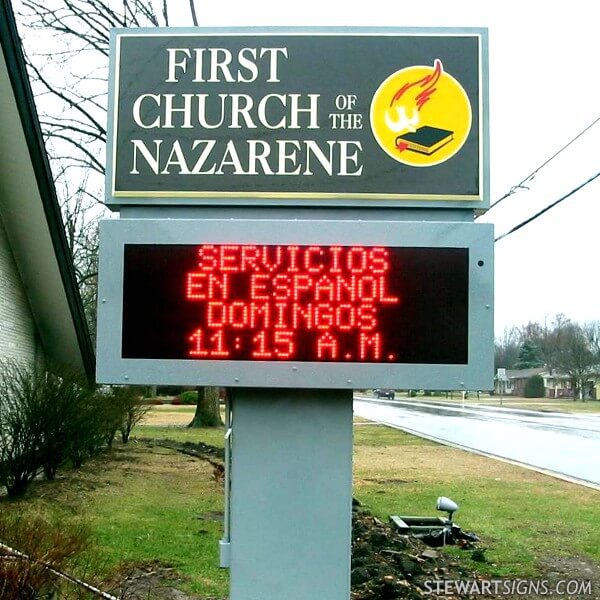 FIRST
CHURCH OF THE
NAZARENE
SERVICIOS
EN ESPANOL
DOMINGOS
11:15 A.M.
STEWARTSIGNS.COM